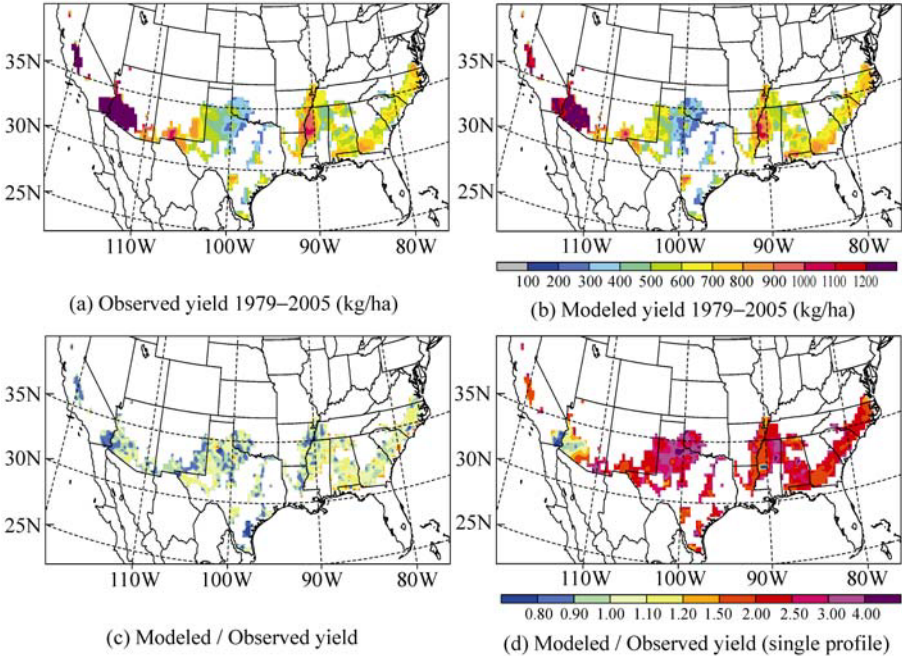 35N
30N
25N
110W 100W 90W 80W
(a) Observed yield 1979–2005 (kg/ha)
35N
30N
25N
110W 100W 90W 80W
100 200 300 400 500 600 700 800 900 1000 1100 1200
(b) Modeled yield 1979–2005 (kg/ha)
35N
30N
25N
110W 100W 90W 80W
(c) Modeled / Observed yield
35N
30N
25N
110W 100W 90W 80W
0.80 0.90 1.00 1.10 1.20 1.50 2.00 2.50 3.00 4.00
(d) Modeled / Observed yield (single profile)